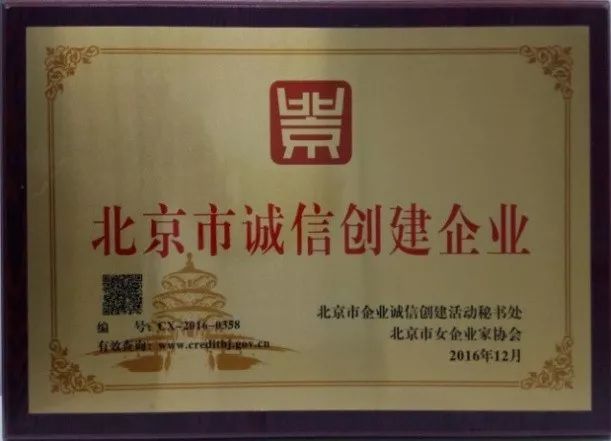 北京市诚信创建企业
编 号：CX-2016-0358
有效查询：www.creditbj.gov.cn
北京市企业诚信创建活动秘书处
北京市女企业家协会
2016年12月